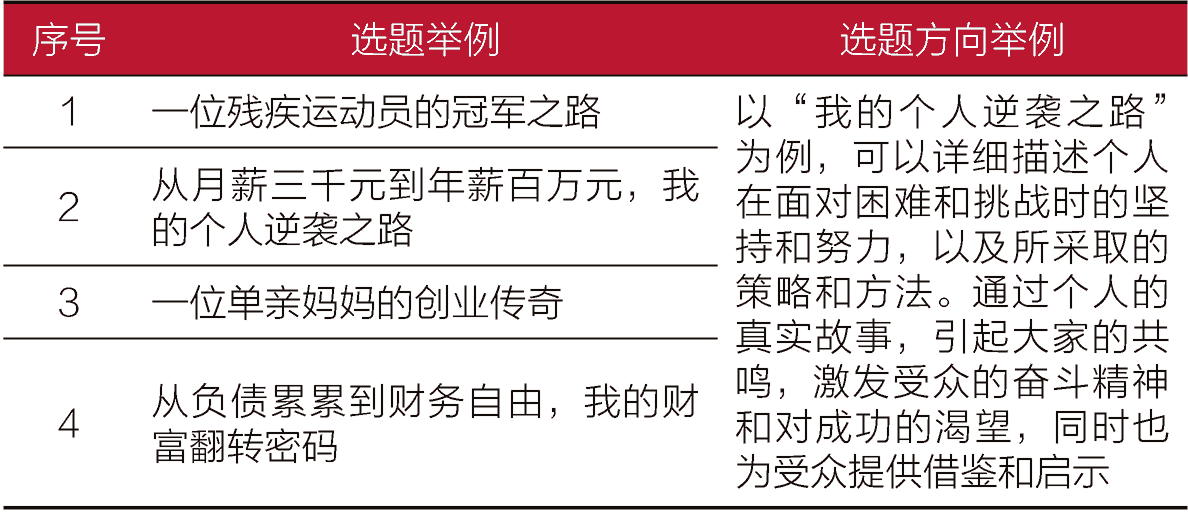 序号 选题举例 选题方向举例
1 一位残疾运动员的冠军之路
2 从月薪三千元到年薪百万元，我
的个人逆袭之路
3 一位单亲妈妈的创业传奇
4 从负债累累到财务自由，我的财
富翻转密码
以“我的个人逆袭之路”
为例，可以详细描述个人
在面对困难和挑战时的坚
持和努力，以及所采取的
策略和方法。通过个人的
真实故事，引起大家的共
鸣，激发受众的奋斗精神
和对成功的渴望，同时也
为受众提供借鉴和启示